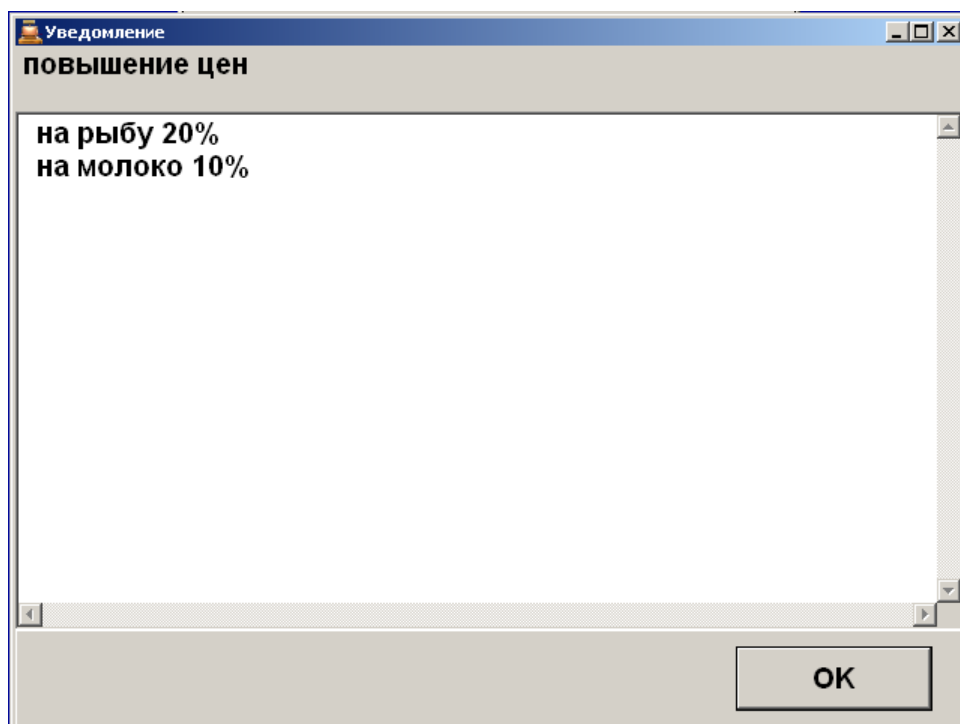 Уведомление
повышение цен
на рыбу 20%
на молоко 10%
OK